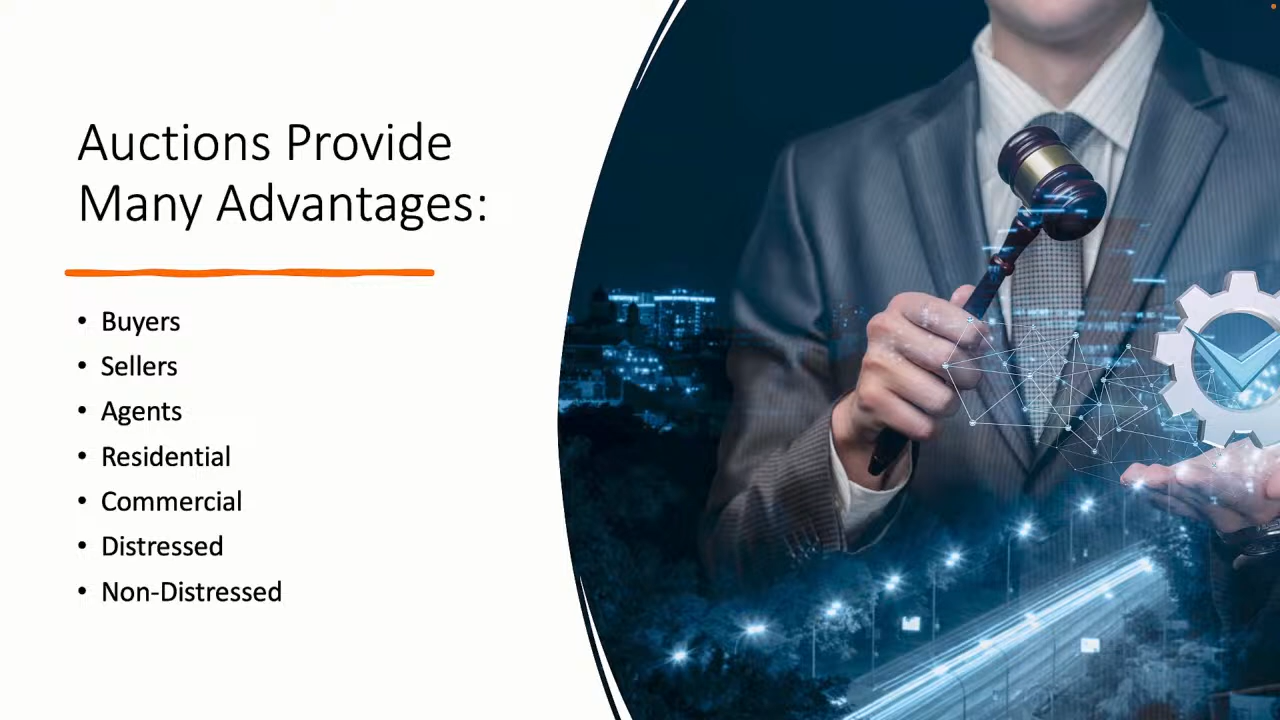 Auctions Provide
Many Advantages:
• Buyers
• Sellers
• Agents
• Residential
• Commercial
• Distressed
• Non-Distressed